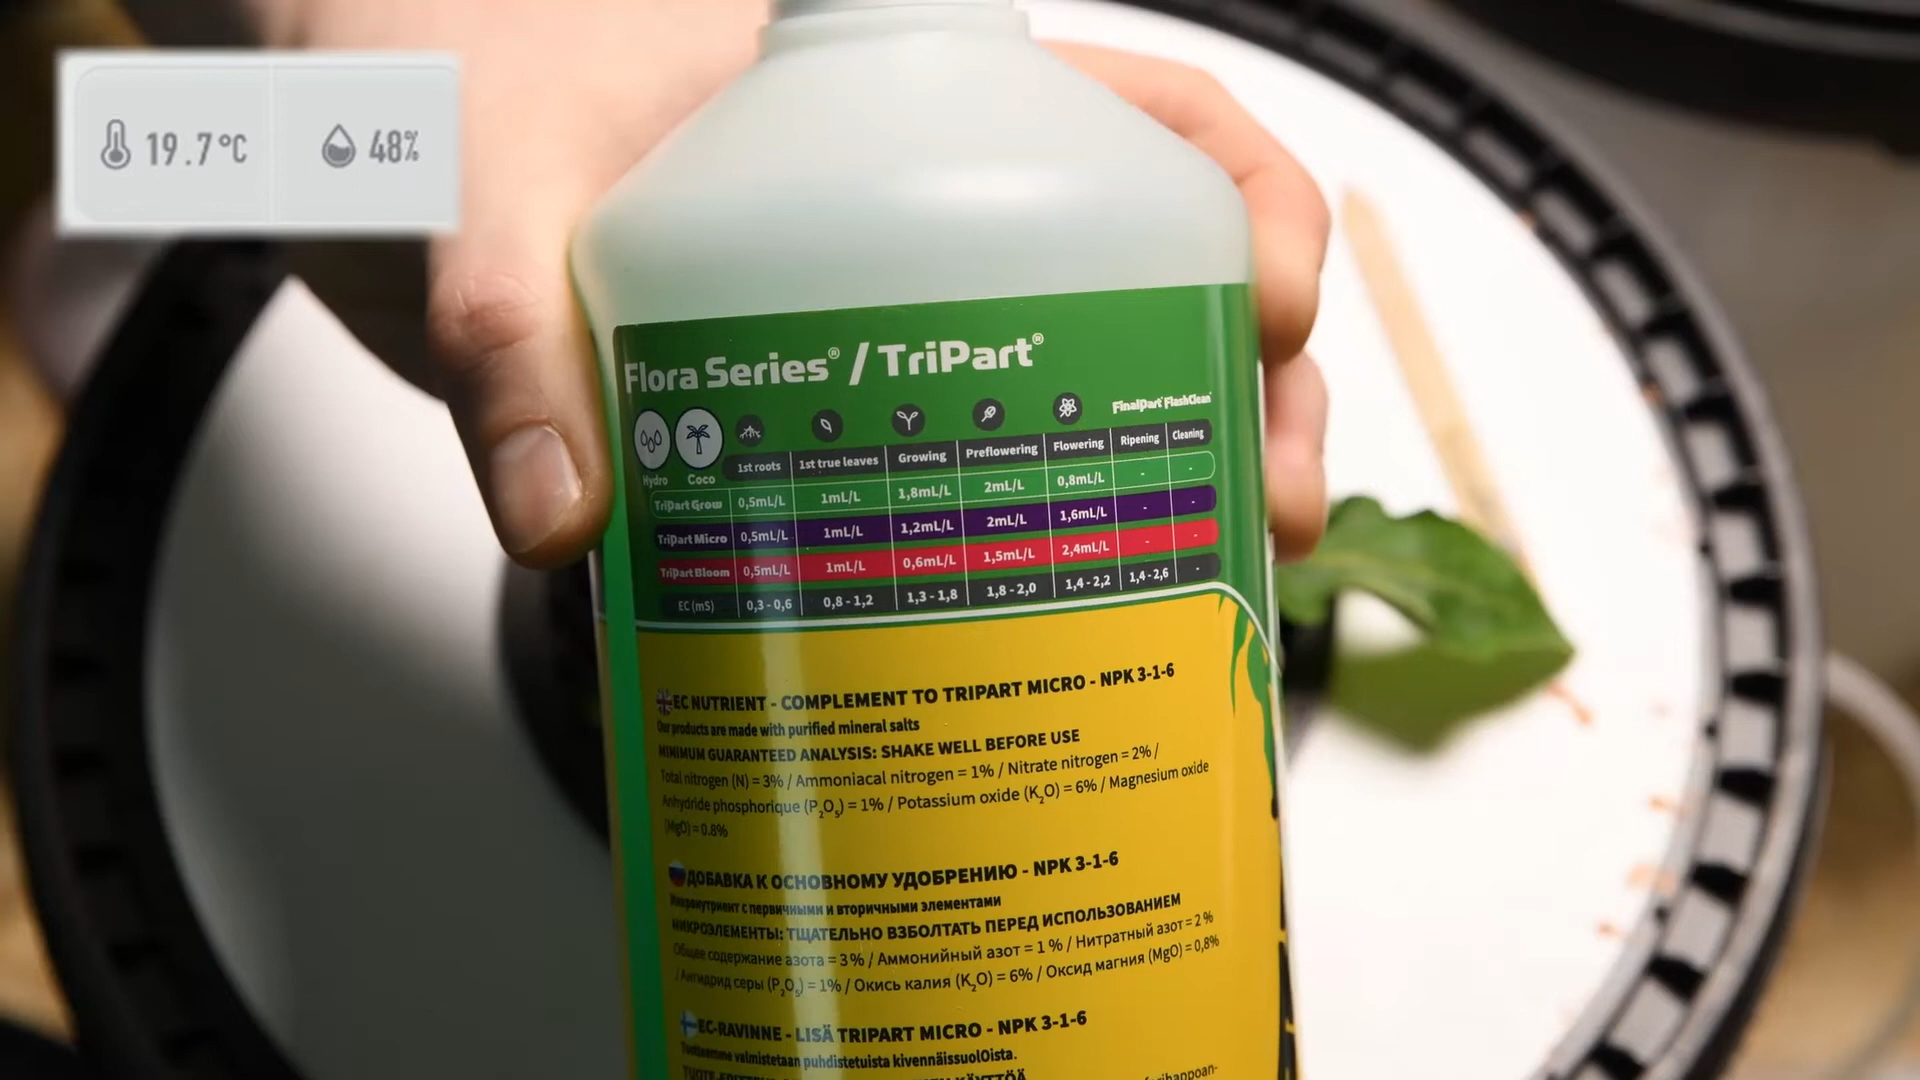 19.7°C 48%
Flora Series® / TriPart®
FinalPart® FlashClean®
Hydro Coco 1st roots 1st true leaves Growing Preflowering Flowering Ripening Cleaning
TriPart Grow 0,5mL/L 1mL/L 1,8mL/L 2mL/L 0,8mL/L - -
TriPart Micro 0,5mL/L 1mL/L 1,2mL/L 2mL/L 1,6mL/L - -
TriPart Bloom 0,5mL/L 1mL/L 0,6mL/L 1,5mL/L 2,4mL/L - -
EC (mS) 0,3 - 0,6 0,8 - 1,2 1,3 - 1,8 1,8 - 2,0 1,4 - 2,2 1,4 - 2,6 -
EC NUTRIENT - COMPLEMENT TO TRIPART MICRO - NPK 3-1-6
Our products are made with purified mineral salts
MINIMUM GUARANTEED ANALYSIS: SHAKE WELL BEFORE USE
Total nitrogen (N) = 3% / Ammoniacal nitrogen = 1% / Nitrate nitrogen = 2% /
Anhydride phosphorique (P₂O₅) = 1% / Potassium oxide (K₂O) = 6% / Magnesium oxide
(MgO) = 0.8%
ДОБАВКА К ОСНОВНОМУ УДОБРЕНИЮ - NPK 3-1-6
с первичными и вторичными элементами
МИКРОЭЛЕМЕНТЫ: ТЩАТЕЛЬНО ВЗБОЛТАТЬ ПЕРЕД ИСПОЛЬЗОВАНИЕМ
Общее содержание азота = 3% / Аммонийный азот = 1 % / Нитратный азот = 2 %
/ Ангидрид серы (P₂O₅) = 1% / Окись калия (K₂O) = 6% / Оксид магния (MgO) = 0,8%
EC-RAVINNE - LISÄ TRIPART MICRO - NPK 3-1-6
Tuotteemme valmistetaan puhdistetuista kivennäissuolOista.
KÄYTTÖÄ